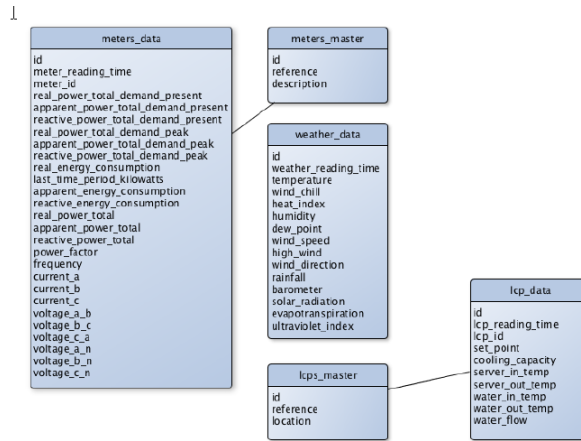 meters_data
id
meter_reading_time
meter_id
real_power_total_demand_present
apparent_power_total_demand_present
reactive_power_total_demand_present
real_power_total_demand_peak
apparent_power_total_demand_peak
reactive_power_total_demand_peak
real_energy_consumption
last_time_period_kilowatts
apparent_energy_consumption
reactive_energy_consumption
real_power_total
apparent_power_total
reactive_power_total
power_factor
frequency
current_a
current_b
current_c
voltage_a_b
voltage_b_c
voltage_c_a
voltage_a_n
voltage_b_n
voltage_c_n
meters_master
id
reference
description
weather_data
id
weather_reading_time
temperature
wind_chill
heat_index
humidity
dew_point
wind_speed
high_wind
wind_direction
rainfall
barometer
solar_radiation
evapotranspiration
ultraviolet_index
lcps_master
id
reference
location
lcp_data
id
lcp_reading_time
lcp_id
set_point
cooling_capacity
server_in_temp
server_out_temp
water_in_temp
water_out_temp
water_flow